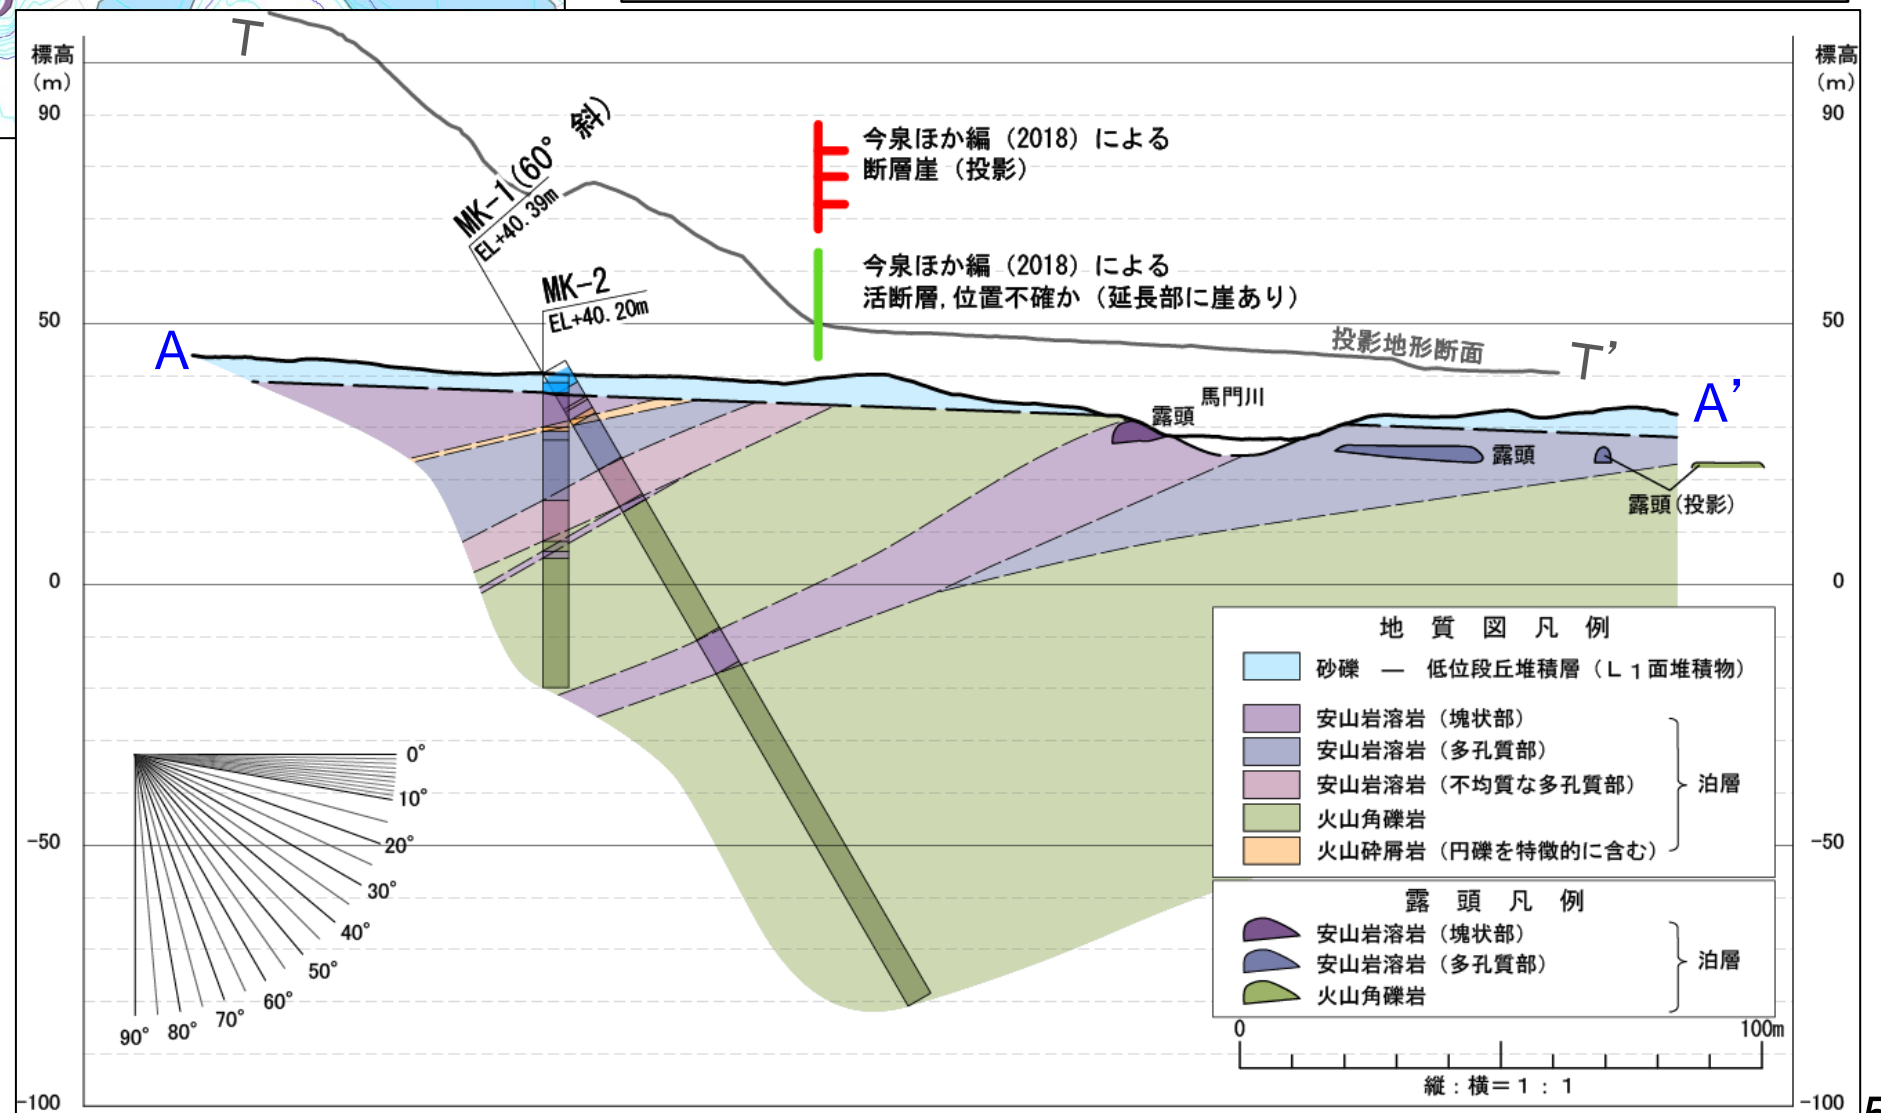 T
標高
(m)
標高
(m)
90
90
MK-1(60° 斜)
EL+40.39m
今泉ほか編（2018）による
断層崖（投影）
MK-2
EL+40.20m
今泉ほか編（2018）による
活断層,位置不確か（延長部に崖あり）
50
50
投影地形断面
T’
A
A’
馬門川
露頭
露頭
露頭(投影)
0
0
地 質 図 凡 例
砂礫 ― 低位段丘堆積層（Ｌ１面堆積物）
安山岩溶岩（塊状部）
安山岩溶岩（多孔質部）
安山岩溶岩（不均質な多孔質部）
泊層
火山角礫岩
火山砕屑岩（円礫を特徴的に含む）
0°
10°
20°
30°
40°
50°
60°
70°
80°
90°
-50
-50
露 頭 凡 例
安山岩溶岩（塊状部）
安山岩溶岩（多孔質部）
泊層
火山角礫岩
0
100m
縦：横＝１：１
-100
-100